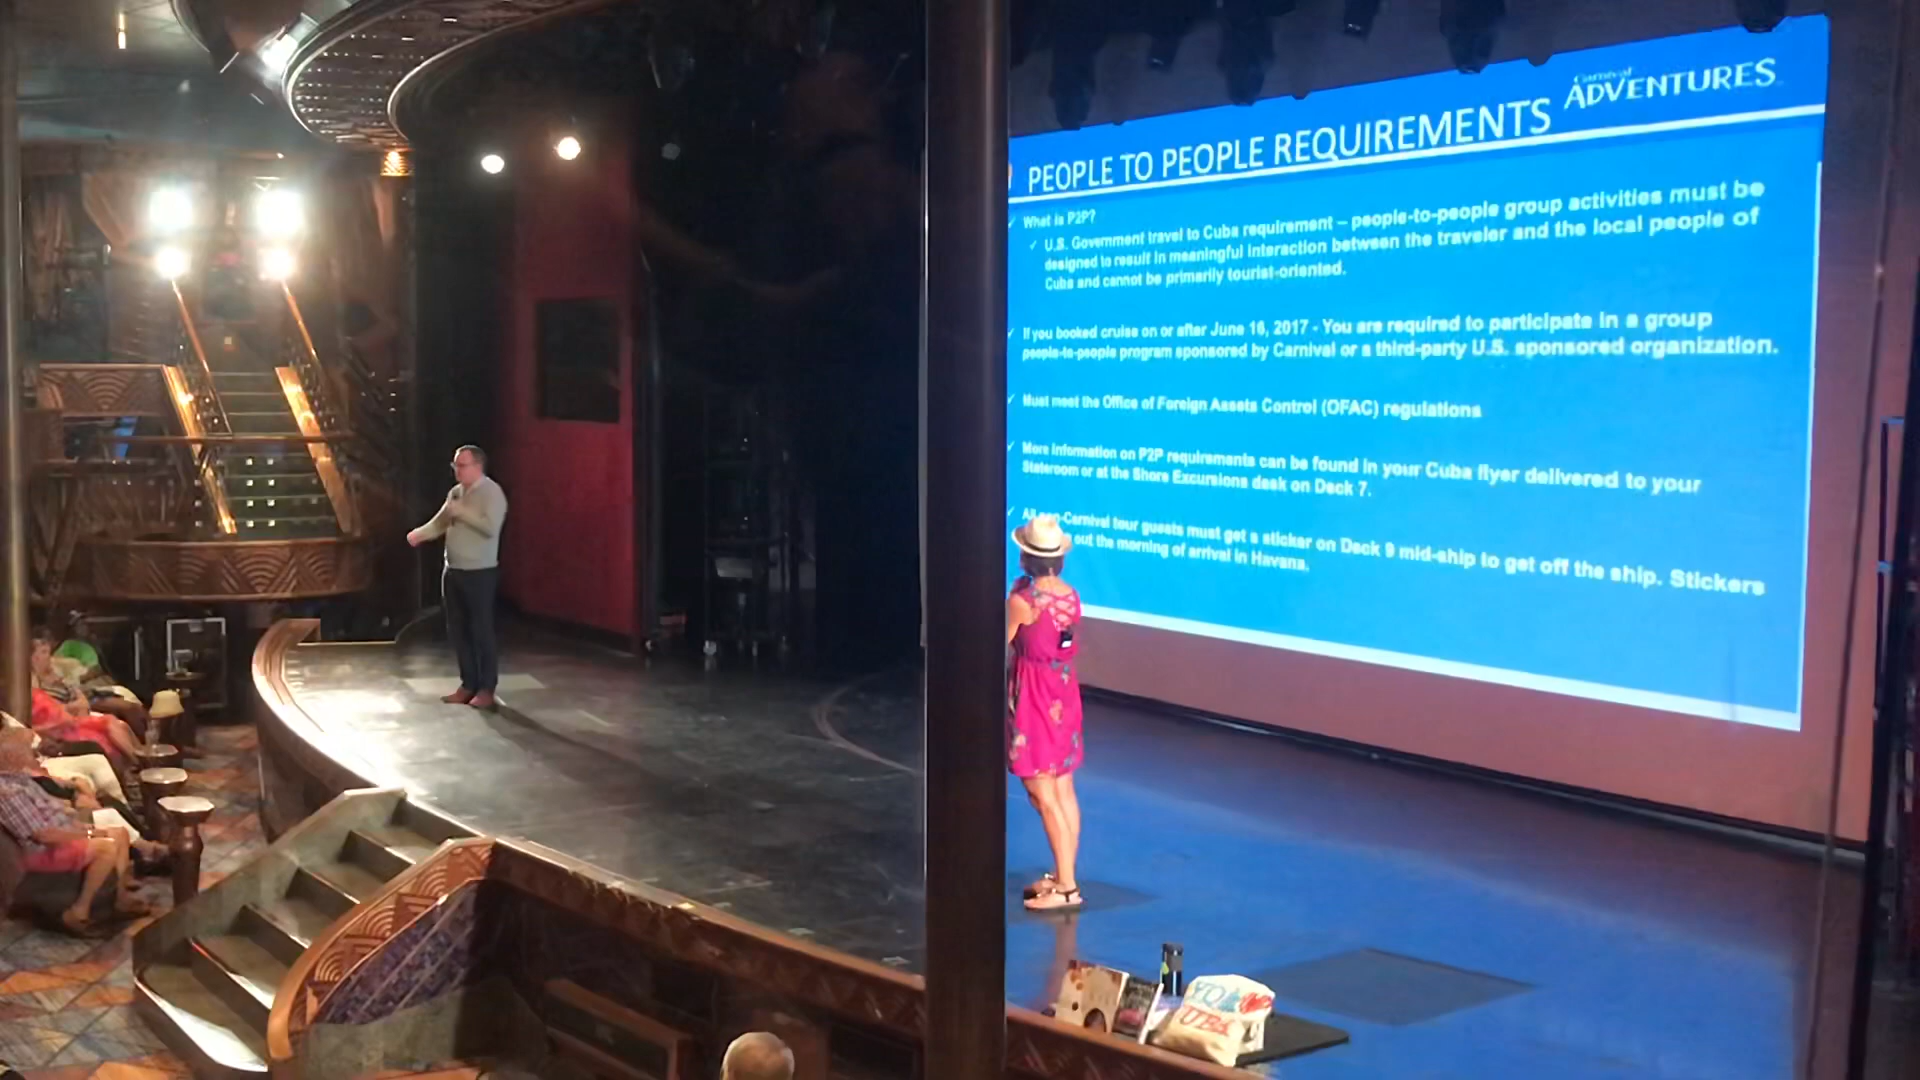 Carnival
ADVENTURES
PEOPLE TO PEOPLE REQUIREMENTS
What is P2P?
U.S. Government travel to Cuba requirement – people-to-people group activities must be
designed to result in meaningful interaction between the traveler and the local people of
Cuba and cannot be primarily tourist-oriented.
If you booked cruise on or after June 16, 2017 - You are required to participate in a group
people-to-people program sponsored by Carnival or a third-party U.S. sponsored organization.
Must meet the Office of Foreign Assets Control (OFAC) regulations
More information on P2P requirements can be found in your Cuba flyer delivered to your
Stateroom or at the Shore Excursions desk on Deck 7.
All -Carnival tour guests must get a sticker on Deck 9 mid-ship to get off the ship. Stickers
out the morning of arrival in Havana.
YO